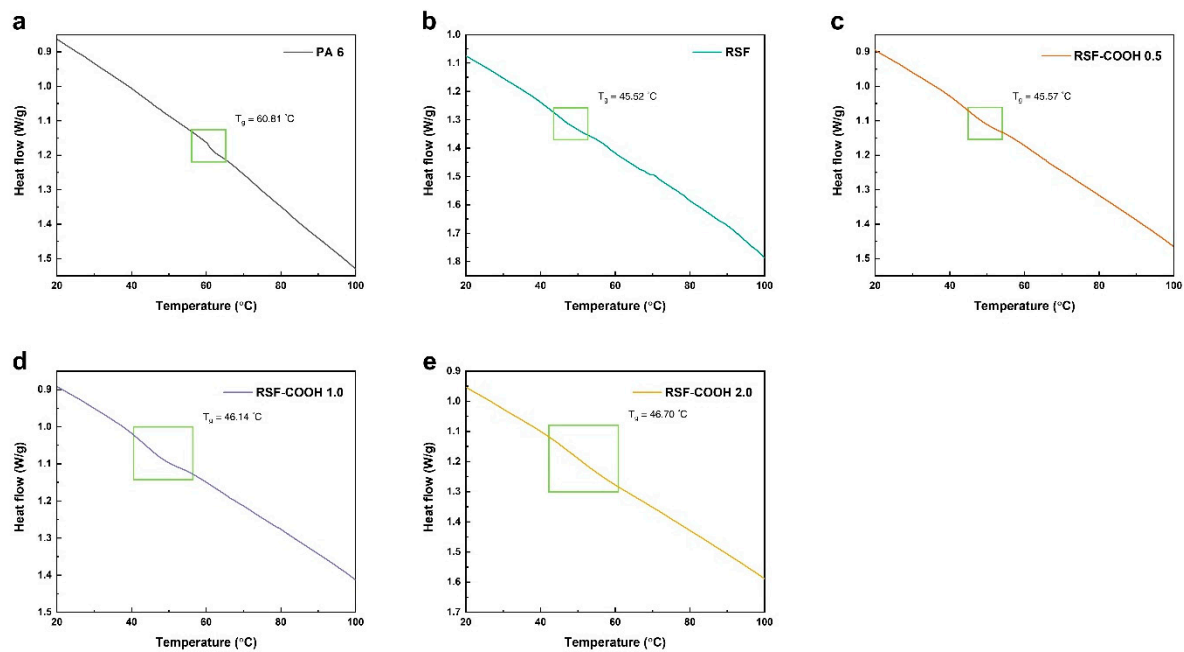 a
PA 6
T_g = 60.81 °C
0.9
1.0
1.1
1.2
1.3
1.4
1.5
Heat flow (W/g)
20 40 60 80 100
Temperature (°C)
b
RSF
T_g = 45.52 °C
1.0
1.1
1.2
1.3
1.4
1.5
1.6
1.7
1.8
Heat flow (W/g)
20 40 60 80 100
Temperature (°C)
c
RSF-COOH 0.5
T_g = 45.57 °C
0.9
1.0
1.1
1.2
1.3
1.4
1.5
Heat flow (W/g)
20 40 60 80 100
Temperature (°C)
d
RSF-COOH 1.0
T_g = 46.14 °C
0.9
1.0
1.1
1.2
1.3
1.4
1.5
Heat flow (W/g)
20 40 60 80 100
Temperature (°C)
e
RSF-COOH 2.0
T_g = 46.70 °C
0.9
1.0
1.1
1.2
1.3
1.4
1.5
1.6
1.7
Heat flow (W/g)
20 40 60 80 100
Temperature (°C)